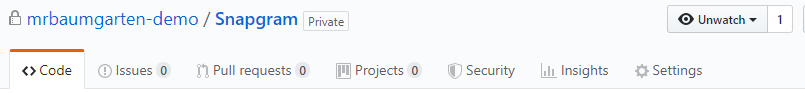 mrbaumgarten-demo / Snapgram Private Unwatch 1
Code Issues 0 Pull requests 0 Projects 0 Security Insights Settings